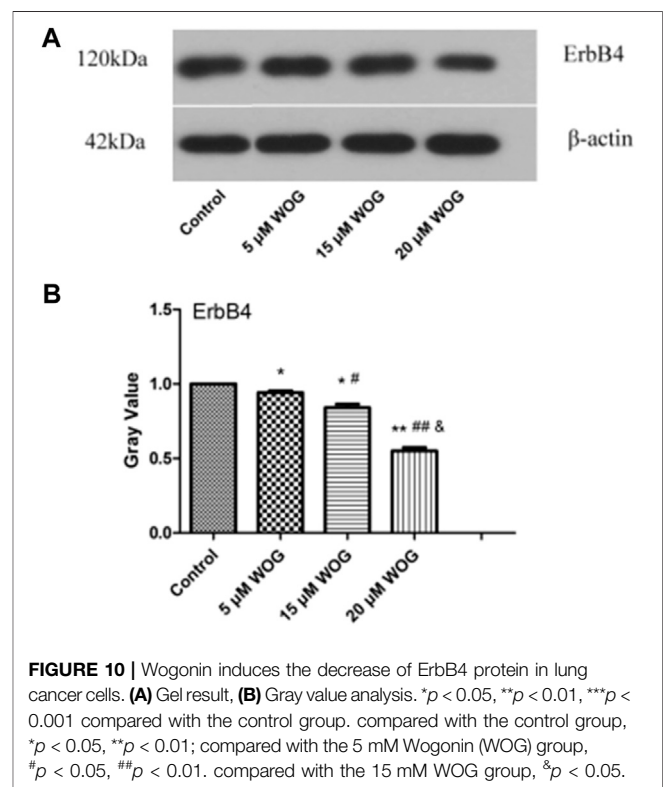 A
120kDa
ErbB4
42kDa
β-actin
Control
5 μM WOG
15 μM WOG
20 μM WOG
B
ErbB4
Gray Value
1.5
1.0
0.5
0.0
*
* #
** ## &
Control
5 μM WOG
15 μM WOG
20 μM WOG
FIGURE 10 | Wogonin induces the decrease of ErbB4 protein in lung
cancer cells. (A) Gel result, (B) Gray value analysis. *p < 0.05, **p < 0.01, ***p <
0.001 compared with the control group. compared with the control group,
*p < 0.05, **p < 0.01; compared with the 5 mM Wogonin (WOG) group,
#p < 0.05, ##p < 0.01. compared with the 15 mM WOG group, &p < 0.05.